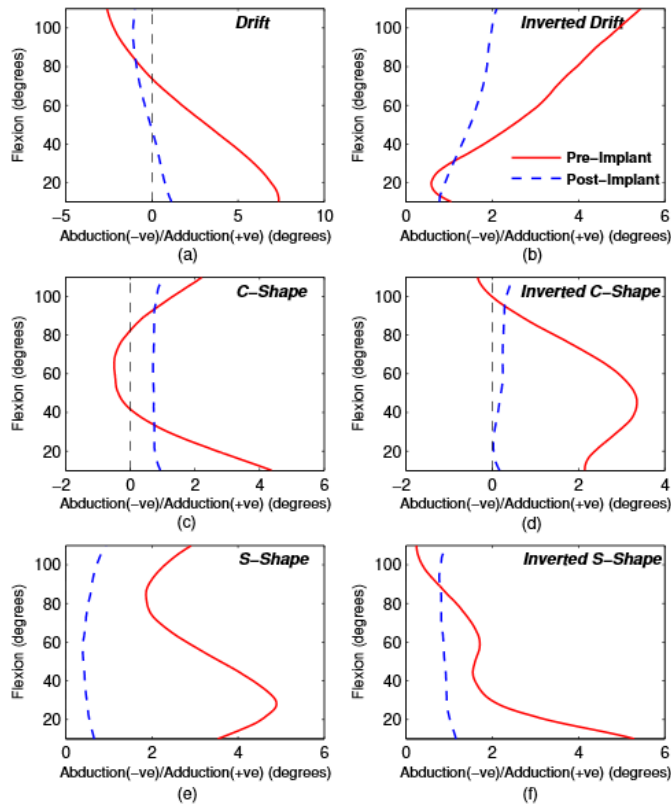 Drift
Flexion (degrees)
100
80
60
40
20
−5
0
5
10
Abduction(−ve)/Adduction(+ve) (degrees)
(a)
Inverted Drift
Flexion (degrees)
100
80
60
40
20
Pre−Implant
Post−Implant
0
2
4
6
Abduction(−ve)/Adduction(+ve) (degrees)
(b)
C−Shape
Flexion (degrees)
100
80
60
40
20
−2
0
2
4
6
Abduction(−ve)/Adduction(+ve) (degrees)
(c)
Inverted C−Shape
Flexion (degrees)
100
80
60
40
20
−2
−1
0
1
2
3
4
Abduction(−ve)/Adduction(+ve) (degrees)
(d)
S−Shape
Flexion (degrees)
100
80
60
40
20
0
2
4
6
Abduction(−ve)/Adduction(+ve) (degrees)
(e)
Inverted S−Shape
Flexion (degrees)
100
80
60
40
20
0
2
4
6
Abduction(−ve)/Adduction(+ve) (degrees)
(f)